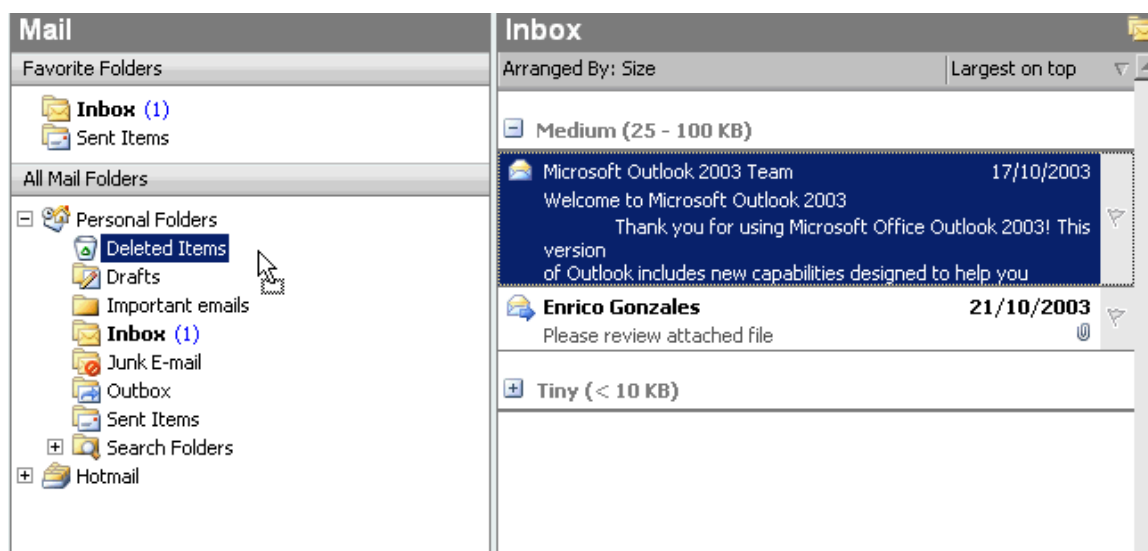 Mail
Favorite Folders
Inbox (1)
Sent Items
All Mail Folders
Personal Folders
Deleted Items
Drafts
Important emails
Inbox (1)
Junk E-mail
Outbox
Sent Items
Search Folders
Hotmail
Inbox
Arranged By: Size Largest on top
Medium (25 - 100 KB)
Microsoft Outlook 2003 Team 17/10/2003
Welcome to Microsoft Outlook 2003
Thank you for using Microsoft Office Outlook 2003! This
version
of Outlook includes new capabilities designed to help you
Enrico Gonzales 21/10/2003
Please review attached file
Tiny (< 10 KB)